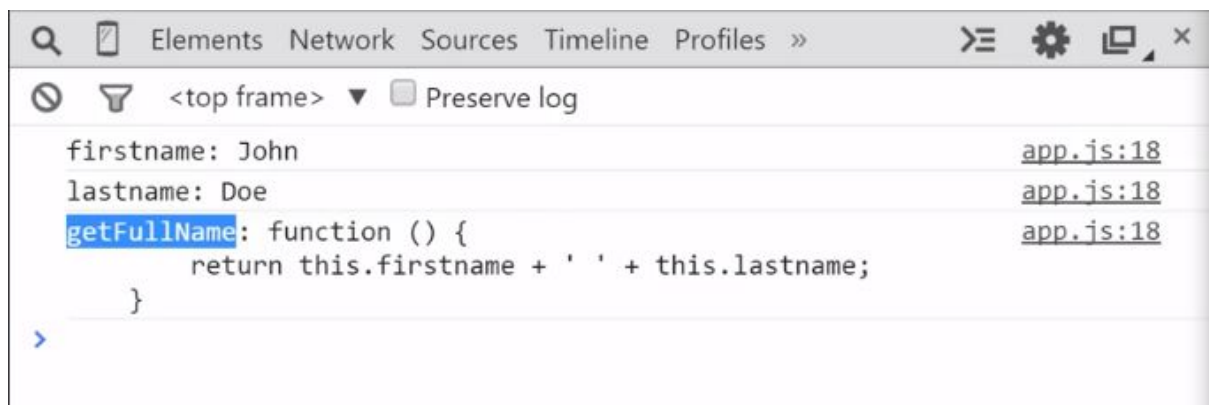 Elements Network Sources Timeline Profiles »
<top frame> ▼ Preserve log
firstname: John app.js:18
lastname: Doe app.js:18
getFullName: function () { app.js:18
return this.firstname + ' ' + this.lastname;
}
>